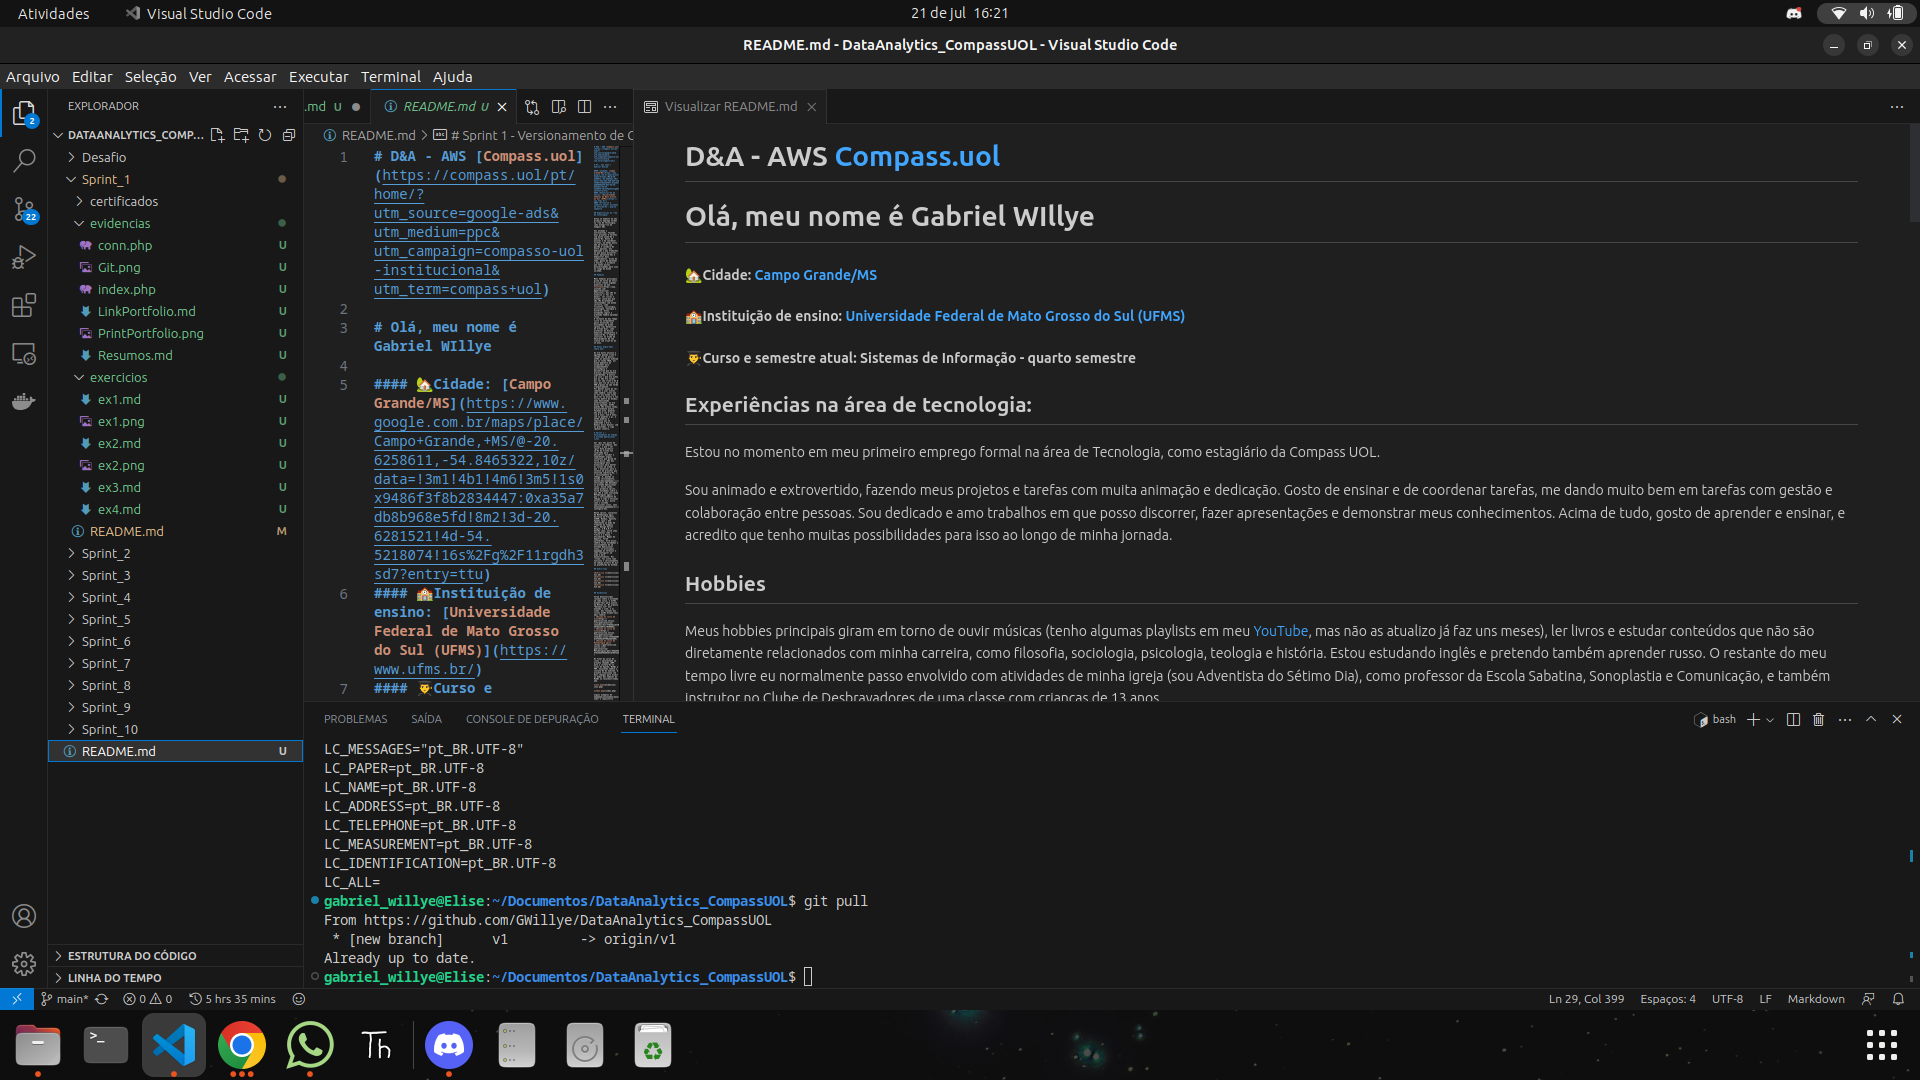 Atividades
Visual Studio Code
21 de jul 16:21
README.md - DataAnalytics_CompassUOL - Visual Studio Code
Arquivo Editar Seleção Ver Acessar Executar Terminal Ajuda
EXPLORADOR
DATAANALYTICS_COMP...
Desafio
Sprint_1
certificados
evidencias
conn.php U
Git.png U
index.php U
LinkPortfolio.md U
PrintPortfolio.png U
Resumos.md U
exercicios
ex1.md U
ex1.png U
ex2.md U
ex2.png U
ex3.md U
ex4.md U
README.md M
Sprint_2
Sprint_3
Sprint_4
Sprint_5
Sprint_6
Sprint_7
Sprint_8
Sprint_9
Sprint_10
README.md U
ESTRUTURA DO CÓDIGO
LINHA DO TEMPO
2
22
.md U
README.md U
README.md > # Sprint 1 - Versionamento de C
1 # D&A - AWS [Compass.uol]
(https://compass.uol/pt/
home/?
utm_source=google-ads&
utm_medium=ppc&
utm_campaign=compasso-uol
-institucional&
utm_term=compass+uol)
2
3 # Olá, meu nome é
Gabriel WIllye
4
5 #### 🏡Cidade: [Campo
Grande/MS](https://www.
google.com.br/maps/place/
Campo+Grande,+MS/@-20.
6258611,-54.8465322,10z/
data=!3m1!4b1!4m6!3m5!1s0
x9486f3f8b2834447:0xa35a7
db8b968e5fd!8m2!3d-20.
6281521!4d-54.
5218074!16s%2Fg%2F11rgdh3
sd7?entry=ttu)
6 #### 🏫Instituição de
ensino: [Universidade
Federal de Mato Grosso
do Sul (UFMS)](https://
www.ufms.br/)
7 #### 👨‍🎓Curso e
Visualizar README.md
D&A - AWS Compass.uol
Olá, meu nome é Gabriel WIllye
🏡Cidade: Campo Grande/MS
🏫Instituição de ensino: Universidade Federal de Mato Grosso do Sul (UFMS)
👨‍🎓Curso e semestre atual: Sistemas de Informação - quarto semestre
Experiências na área de tecnologia:
Estou no momento em meu primeiro emprego formal na área de Tecnologia, como estagiário da Compass UOL.
Sou animado e extrovertido, fazendo meus projetos e tarefas com muita animação e dedicação. Gosto de ensinar e de coordenar tarefas, me dando muito bem em tarefas com gestão e
colaboração entre pessoas. Sou dedicado e amo trabalhos em que posso discorrer, fazer apresentações e demonstrar meus conhecimentos. Acima de tudo, gosto de aprender e ensinar, e
acredito que tenho muitas possibilidades para isso ao longo de minha jornada.
Hobbies
Meus hobbies principais giram em torno de ouvir músicas (tenho algumas playlists em meu YouTube, mas não as atualizo já faz uns meses), ler livros e estudar conteúdos que não são
diretamente relacionados com minha carreira, como filosofia, sociologia, psicologia, teologia e história. Estou estudando inglês e pretendo também aprender russo. O restante do meu
tempo livre eu normalmente passo envolvido com atividades de minha igreja (sou Adventista do Sétimo Dia), como professor da Escola Sabatina, Sonoplastia e Comunicação, e também
instrutor no Clube de Desbravadores de uma classe com crianças de 13 anos
PROBLEMAS SAÍDA CONSOLE DE DEPURAÇÃO TERMINAL
bash
LC_MESSAGES="pt_BR.UTF-8"
LC_PAPER=pt_BR.UTF-8
LC_NAME=pt_BR.UTF-8
LC_ADDRESS=pt_BR.UTF-8
LC_TELEPHONE=pt_BR.UTF-8
LC_MEASUREMENT=pt_BR.UTF-8
LC_IDENTIFICATION=pt_BR.UTF-8
LC_ALL=
gabriel_willye@Elise:~/Documentos/DataAnalytics_CompassUOL$ git pull
From https://github.com/GWillye/DataAnalytics_CompassUOL
* [new branch] v1 -> origin/v1
Already up to date.
gabriel_willye@Elise:~/Documentos/DataAnalytics_CompassUOL$
main* 0 0 5 hrs 35 mins
Ln 29, Col 399 Espaços: 4 UTF-8 LF Markdown
>_
Th